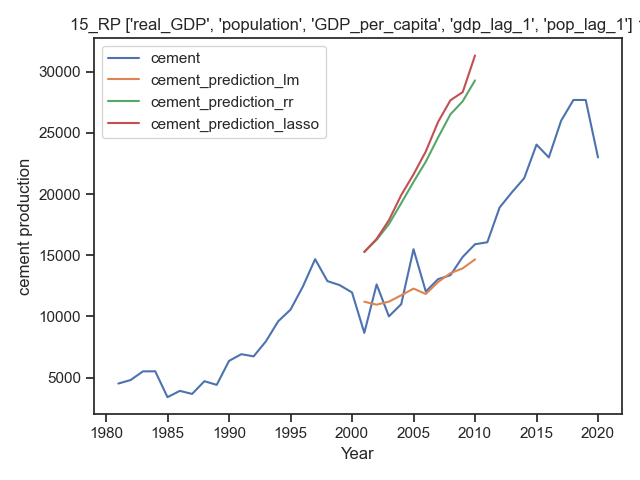 15_RP ['real_GDP', 'population', 'GDP_per_capita', 'gdp_lag_1', 'pop_lag_1']
cement
cement_prediction_lm
cement_prediction_rr
cement_prediction_lasso
30000
25000
20000
15000
10000
5000
cement production
1980 1985 1990 1995 2000 2005 2010 2015 2020
Year